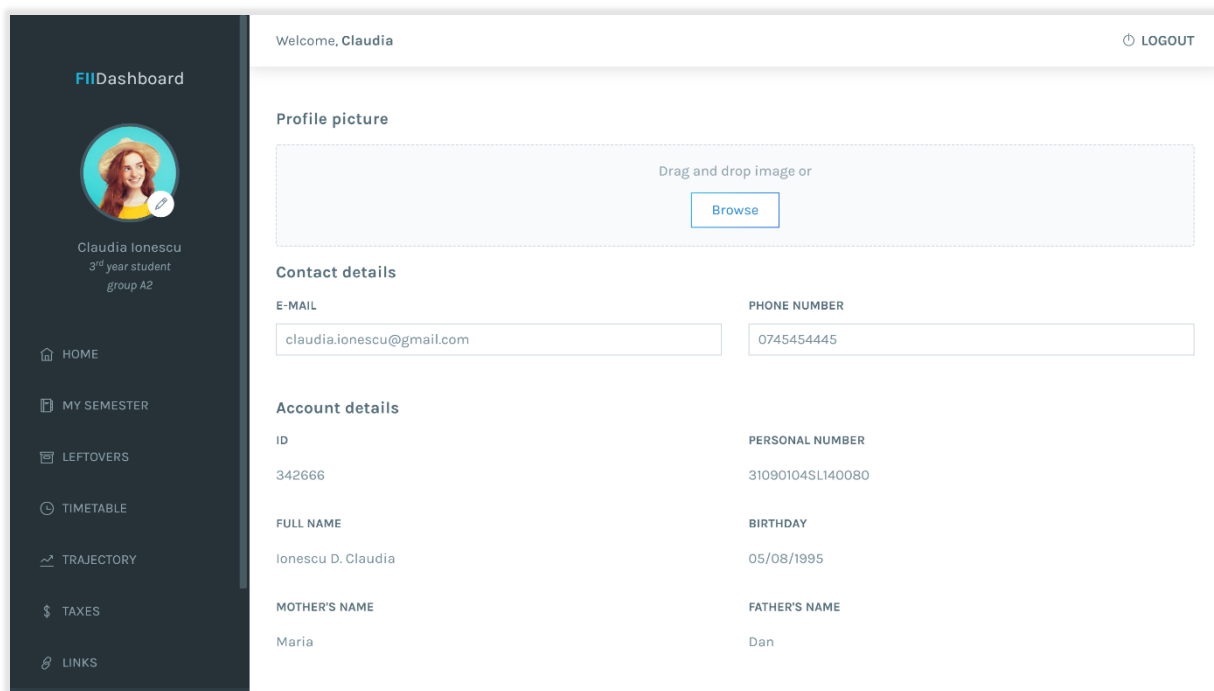 FIIDashboard
Claudia Ionescu
3rd year student
group A2
HOME
MY SEMESTER
LEFTOVERS
TIMETABLE
TRAJECTORY
$ TAXES
LINKS
Welcome, Claudia
LOGOUT
Profile picture
Drag and drop image or
Browse
Contact details
E-MAIL PHONE NUMBER
claudia.ionescu@gmail.com 0745454445
Account details
ID PERSONAL NUMBER
342666 31090104SL140080
FULL NAME BIRTHDAY
Ionescu D. Claudia 05/08/1995
MOTHER'S NAME FATHER'S NAME
Maria Dan